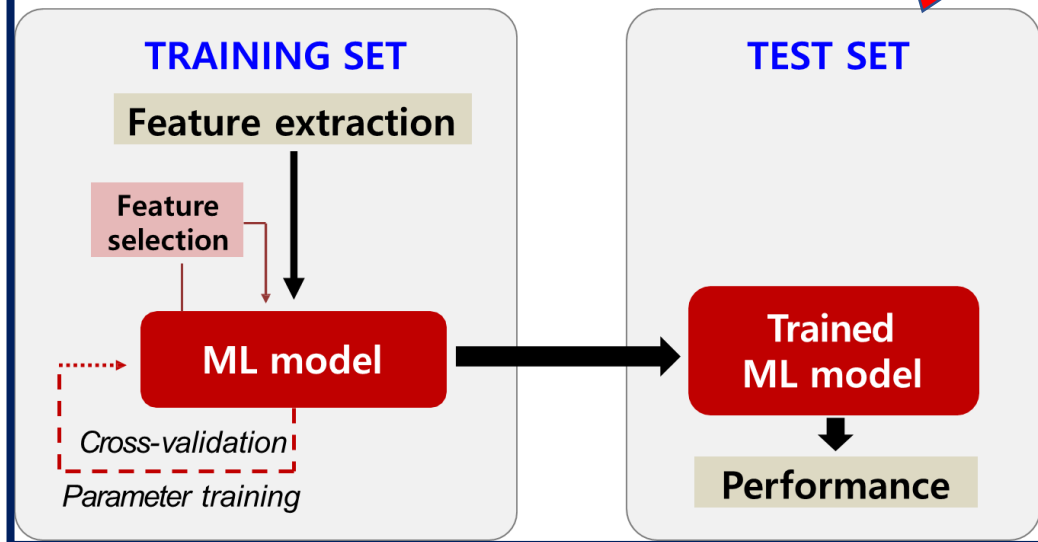 TRAINING SET
Feature extraction
Feature
selection
ML model
Cross-validation
Parameter training
TEST SET
Trained
ML model
Performance